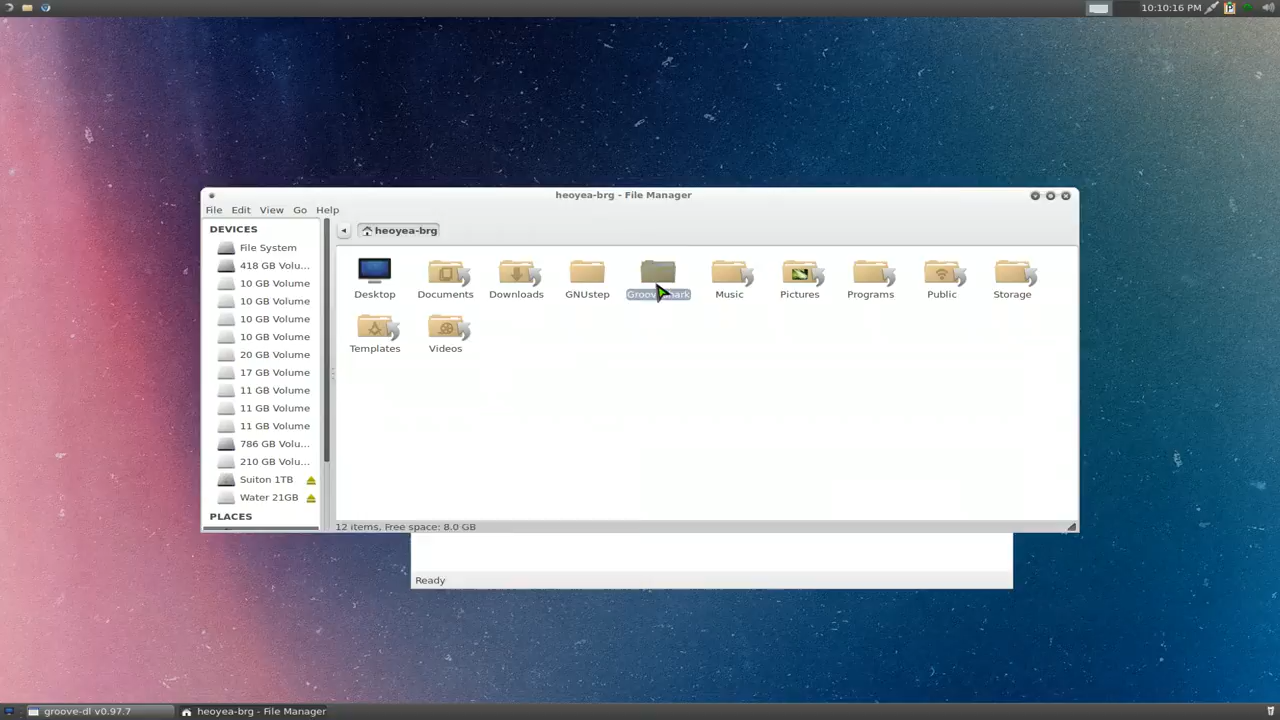 10:10:16 PM
heoyea-brg - File Manager
File Edit View Go Help
DEVICES
File System
418 GB Volu...
10 GB Volume
10 GB Volume
10 GB Volume
10 GB Volume
20 GB Volume
17 GB Volume
11 GB Volume
11 GB Volume
11 GB Volume
786 GB Volu...
210 GB Volu...
Suiton 1TB
Water 21GB
PLACES
heoyea-brg
Desktop Documents Downloads GNUstep Music Pictures Programs Public Storage
Templates Videos
12 items, Free space: 8.0 GB
Ready
groove-dl v0.97.7 heoyea-brg - File Manager